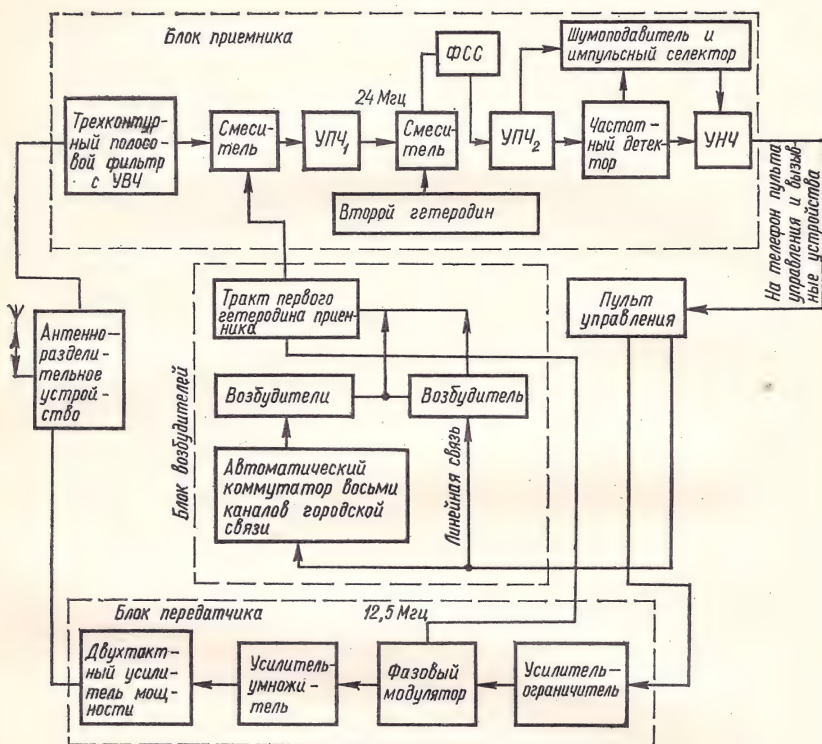 Блок приемника
Шумоподавитель и
импульсный селектор
ФСС
24 Мгц
Трехконтур-
ный полосо-
вой фильтр
с УВЧ
Смеси-
тель
УПЧ₁
Смеси-
тель
УПЧ₂
Частот-
ный детек-
тор
УНЧ
Второй гетеродин
На телефон пульта
управления и вызыв-
ные устройства
Блок возбудителей
Тракт первого
гетеродина прием-
ника
Пульт
управления
Антенно-
раздели-
тельное
устрой-
ство
Возбудители
Возбудитель
Автоматический
коммутатор восьми
каналов городской
связи
Линейная связь
Блок передатчика
12,5 Мгц
Двухтакт-
ный усили-
тель мощ-
ности
Усилитель-
умножи-
тель
Фазовый
модулятор
Усилитель-
ограничитель